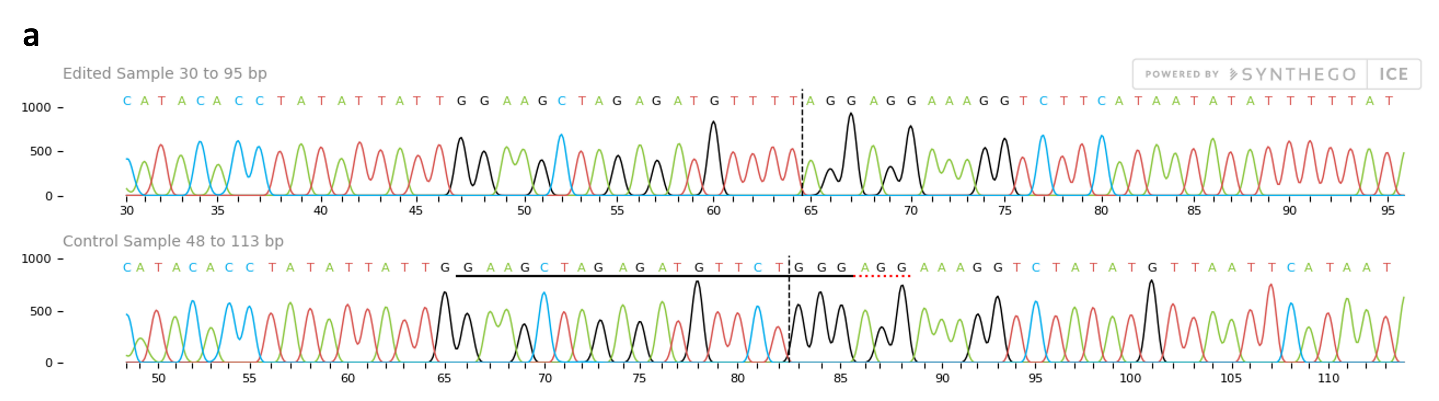 a
Edited Sample 30 to 95 bp
POWERED BY SYNTHEGO ICE
1000
C A T A C A C C T A T A T T A T T G G A A G C T A G A G A T G T T T T A G G A G G A A A G G T C T T C A T A A T A T A T T T T T A T
500
0
30 35 40 45 50 55 60 65 70 75 80 85 90 95
Control Sample 48 to 113 bp
1000
C A T A C A C C T A T A T T A T T G G A A G C T A G A G A T G T T C T G G G A G G A A A G G T C T A T A T G T T A A T T C A T A A T
500
0
50 55 60 65 70 75 80 85 90 95 100 105 110